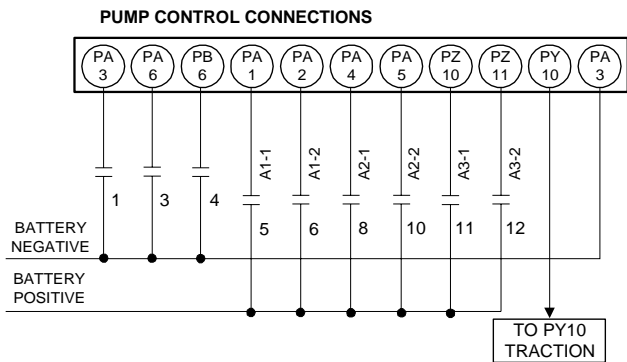 PUMP CONTROL CONNECTIONS
PA PA PB PA PA PA PA PZ PZ PY PA
3 6 6 1 2 4 5 10 11 10 3
A1-1 A1-2 A2-1 A2-2 A3-1 A3-2
1 3 4 5 6 8 10 11 12
BATTERY
NEGATIVE
BATTERY
POSITIVE
TO PY10
TRACTION